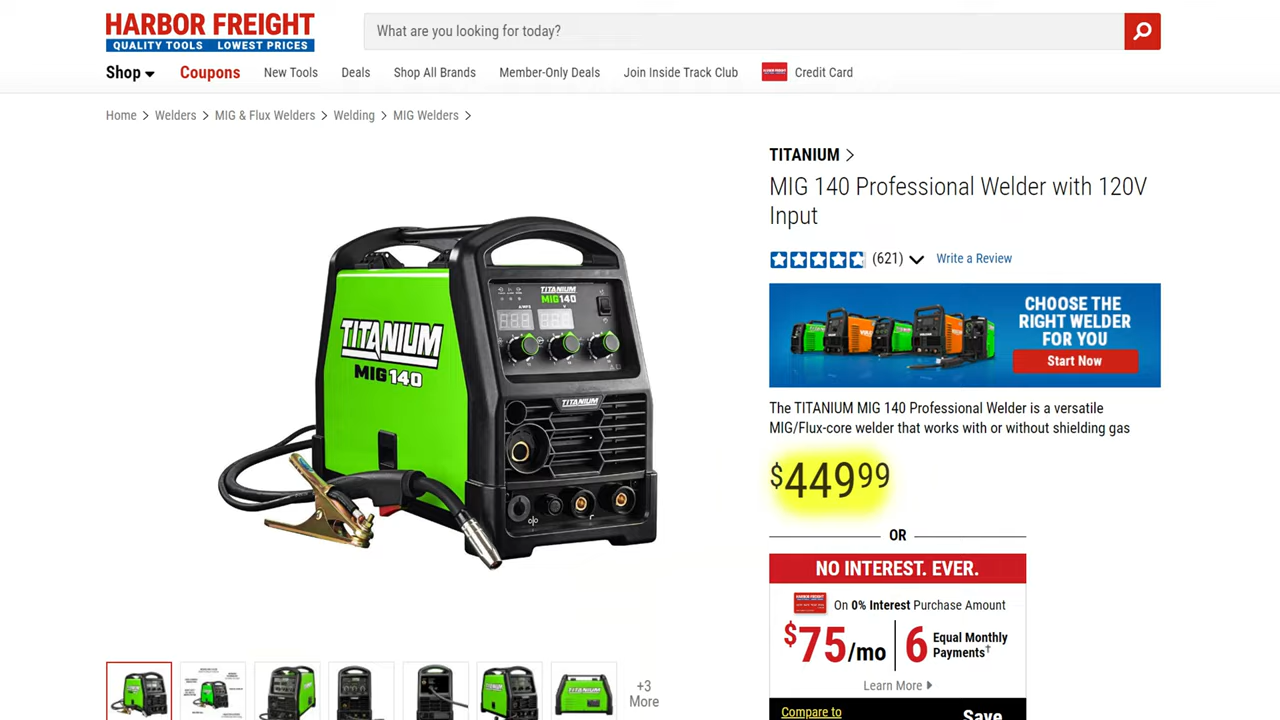 HARBOR FREIGHT
QUALITY TOOLS LOWEST PRICES
What are you looking for today?
Shop
Coupons
New Tools
Deals
Shop All Brands
Member-Only Deals
Join Inside Track Club
Credit Card
Home > Welders > MIG & Flux Welders > Welding > MIG Welders >
TITANIUM >
MIG 140 Professional Welder with 120V
Input
(621)
Write a Review
CHOOSE THE
RIGHT WELDER
FOR YOU
Start Now
The TITANIUM MIG 140 Professional Welder is a versatile
MIG/Flux-core welder that works with or without shielding gas
$449.99
OR
NO INTEREST. EVER.
On 0% Interest Purchase Amount
$75/mo
6 Equal Monthly
Payments†
Learn More
Compare to
Save
TITANIUM
MIG 140
TITANIUM
MIG140
TITANIUM
+3
More